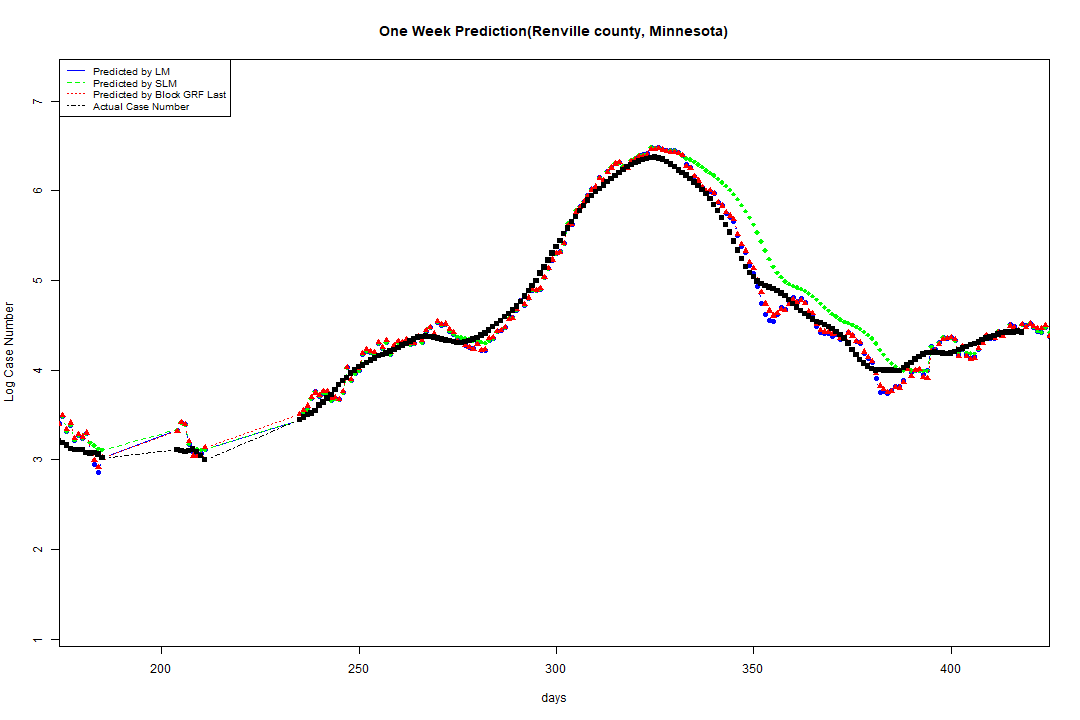 One Week Prediction(Renville county, Minnesota)
Predicted by LM
Predicted by SLM
Predicted by Block GRF Last
Actual Case Number
7
6
5
4
3
2
1
Log Case Number
200 250 300 350 400
days